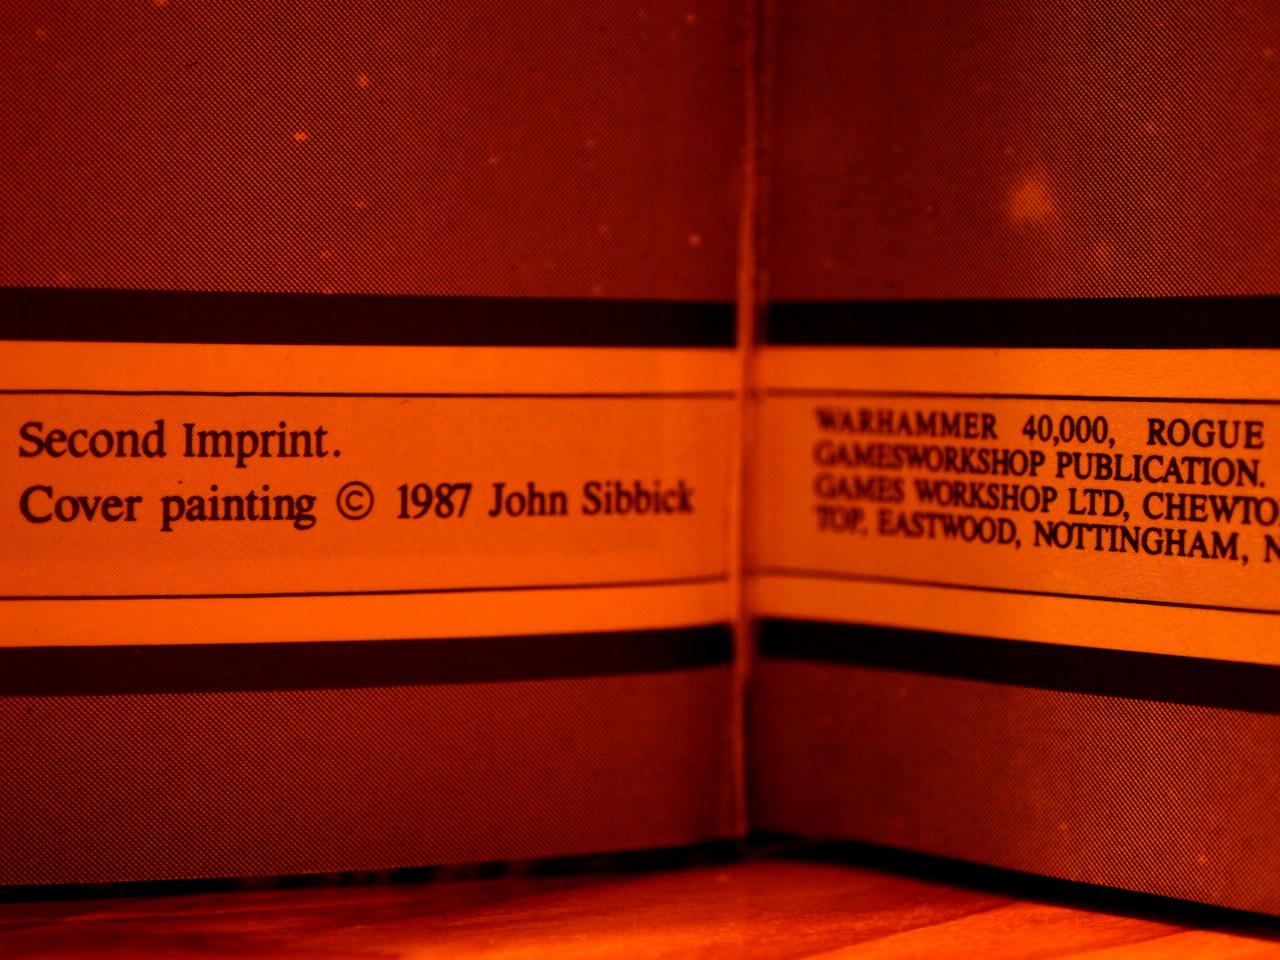 Second Imprint.
Cover painting © 1987 John Sibbick
WARHAMMER 40,000, ROGUE
GAMESWORKSHOP PUBLICATION.
GAMES WORKSHOP LTD, CHEWTO
TOP, EASTWOOD, NOTTINGHAM, N